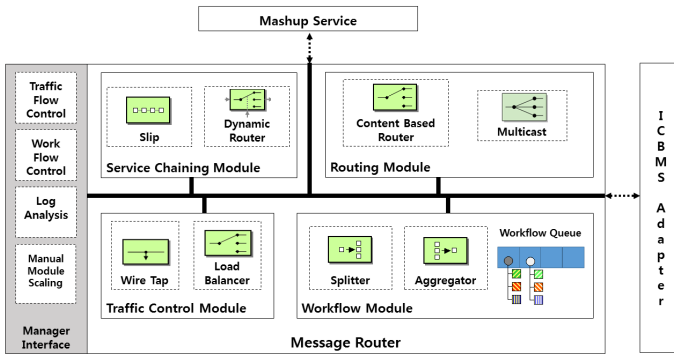 Mashup Service
Traffic
Flow
Control
Work
Flow
Control
Log
Analysis
Manual
Module
Scaling
Manager
Interface
Slip
Dynamic
Router
Service Chaining Module
Content Based
Router
Multicast
Routing Module
Wire Tap
Load
Balancer
Traffic Control Module
Splitter
Aggregator
Workflow Queue
Workflow Module
Message Router
I
C
B
M
S
A
d
a
p
t
e
r